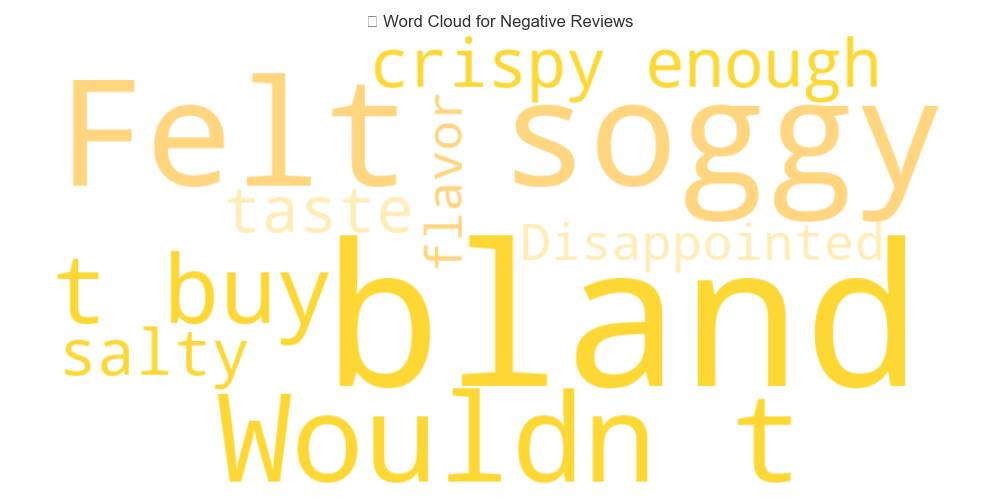 Word Cloud for Negative Reviews
crispy enough
Felt soggy
flavor
taste
Disappointed
t buy
bland
salty
Wouldn t